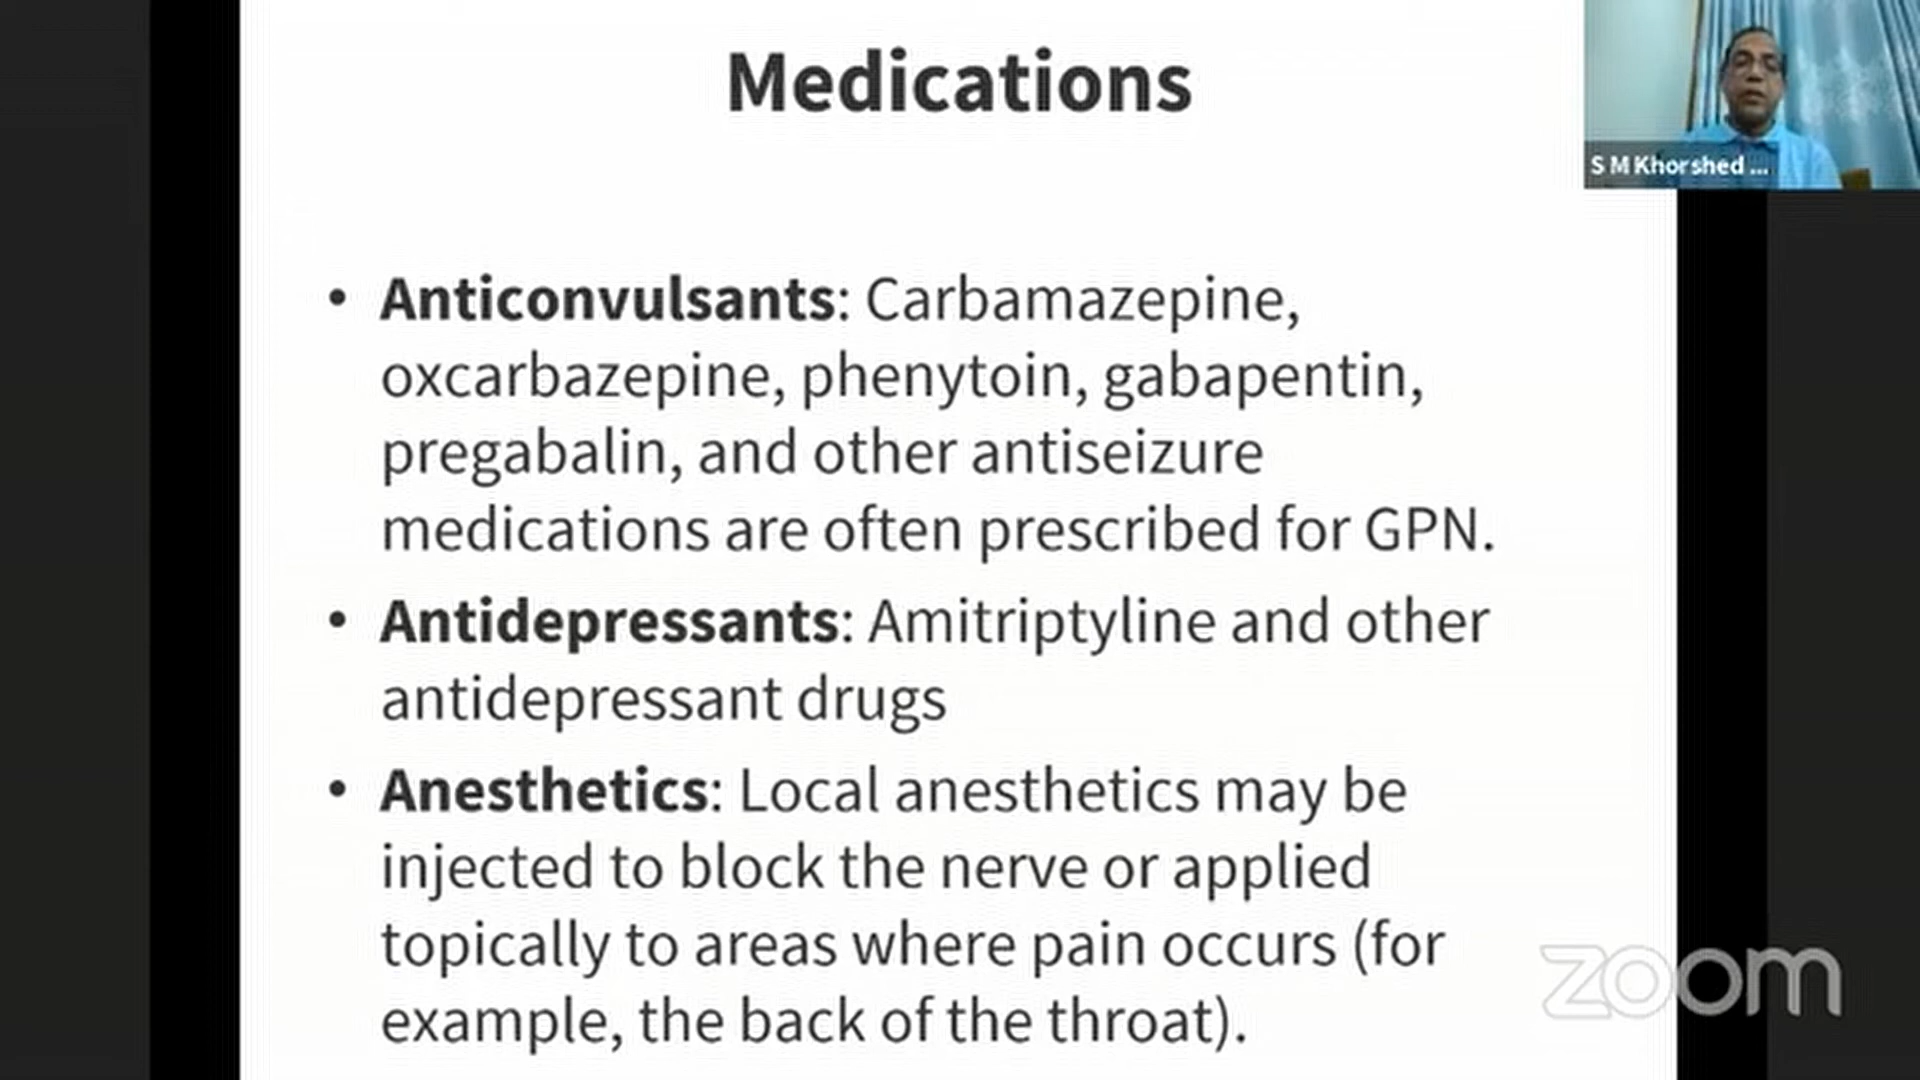 Medications
S M Khorshed ...
• Anticonvulsants: Carbamazepine,
oxcarbazepine, phenytoin, gabapentin,
pregabalin, and other antiseizure
medications are often prescribed for GPN.
• Antidepressants: Amitriptyline and other
antidepressant drugs
• Anesthetics: Local anesthetics may be
injected to block the nerve or applied
topically to areas where pain occurs (for
example, the back of the throat).
zoom